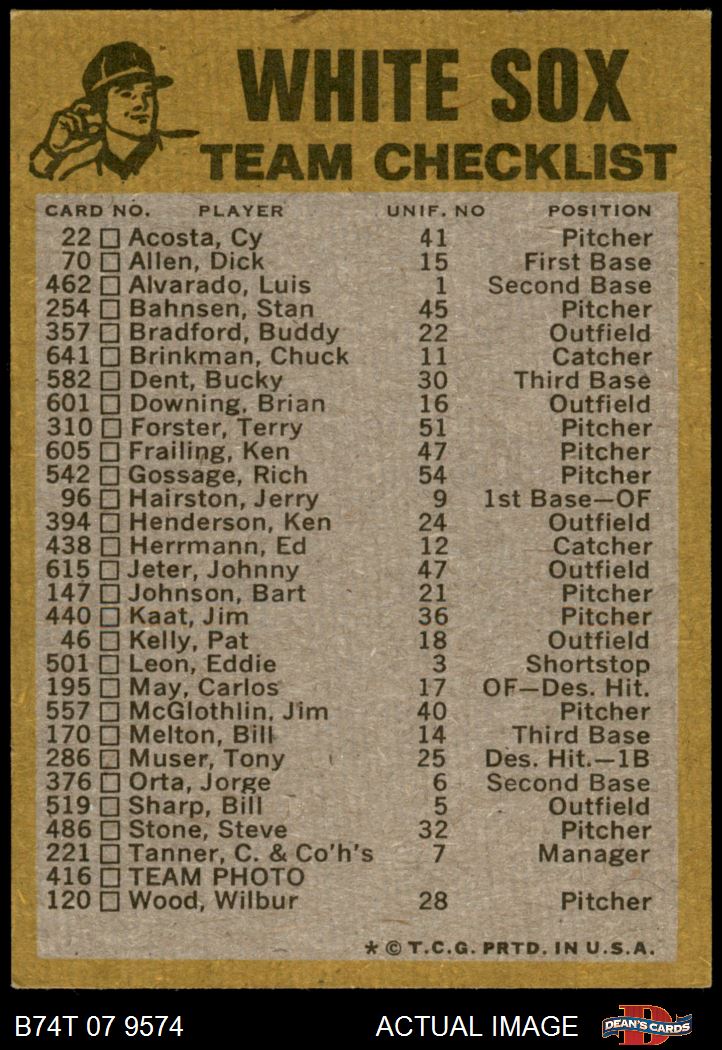 WHITE SOX
TEAM CHECKLIST
CARD NO. PLAYER UNIF. NO POSITION
22 Acosta, Cy 41 Pitcher
70 Allen, Dick 15 First Base
462 Alvarado, Luis 1 Second Base
254 Bahnsen, Stan 45 Pitcher
357 Bradford, Buddy 22 Outfield
641 Brinkman, Chuck 11 Catcher
582 Dent, Bucky 30 Third Base
601 Downing, Brian 16 Outfield
310 Forster, Terry 51 Pitcher
605 Frailing, Ken 47 Pitcher
542 Gossage, Rich 54 Pitcher
96 Hairston, Jerry 9 1st Base—OF
394 Henderson, Ken 24 Outfield
438 Herrmann, Ed 12 Catcher
615 Jeter, Johnny 47 Outfield
147 Johnson, Bart 21 Pitcher
440 Kaat, Jim 36 Pitcher
46 Kelly, Pat 18 Outfield
501 Leon, Eddie 3 Shortstop
195 May, Carlos 17 OF—Des. Hit.
557 McGlothlin, Jim 40 Pitcher
170 Melton, Bill 14 Third Base
286 Muser, Tony 25 Des. Hit.—1B
376 Orta, Jorge 6 Second Base
519 Sharp, Bill 5 Outfield
486 Stone, Steve 32 Pitcher
221 Tanner, C. & Co'h's 7 Manager
416 TEAM PHOTO
120 Wood, Wilbur 28 Pitcher
* © T.C.G. PRTD. IN U.S.A.
B74T 07 9574 ACTUAL IMAGE DEAN'S CARDS